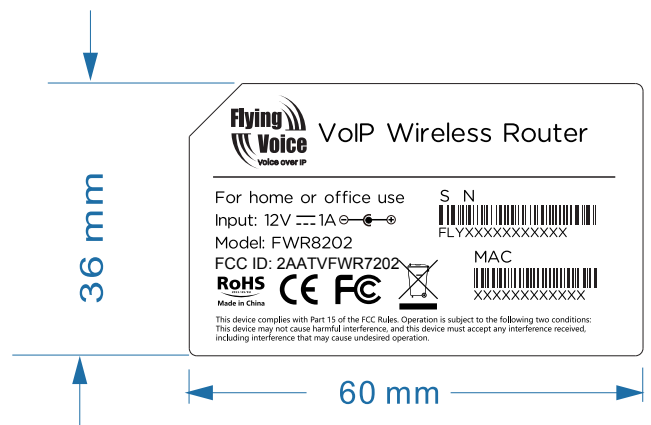 Flying
Voice
Voice over IP
VoIP Wireless Router
For home or office use
Input: 12V 1A
Model: FWR8202
FCC ID: 2AATVFWR7202
RoHS
Made in China
CE FC
S N
FLYXXXXXXXXXXX
MAC
XXXXXXXXXXXX
This device complies with Part 15 of the FCC Rules. Operation is subject to the following two conditions:
This device may not cause harmful interference, and this device must accept any interference received,
including interference that may cause undesired operation.
36 mm
60 mm